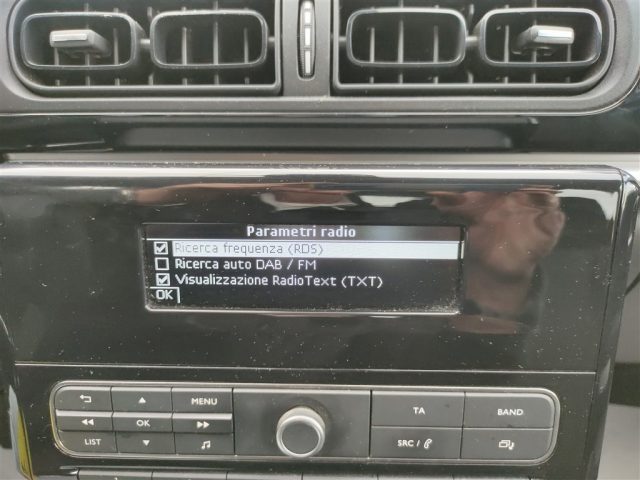 Parametri radio
Ricerca frequenza (RDS)
Ricerca auto DAB / FM
Visualizzazione RadioText (TXT)
OK
MENU
TA
BAND
OK
LIST
SRC /